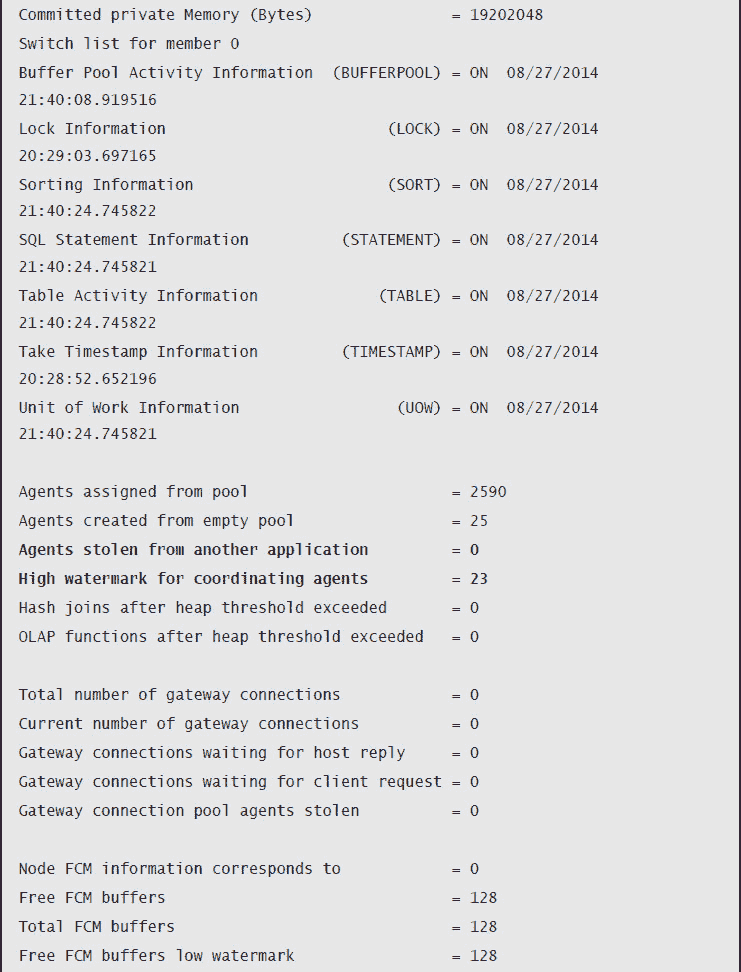 Committed private Memory (Bytes) = 19202048
Switch list for member 0
Buffer Pool Activity Information (BUFFERPOOL) = ON 08/27/2014
21:40:08.919516
Lock Information (LOCK) = ON 08/27/2014
20:29:03.697165
Sorting Information (SORT) = ON 08/27/2014
21:40:24.745822
SQL Statement Information (STATEMENT) = ON 08/27/2014
21:40:24.745821
Table Activity Information (TABLE) = ON 08/27/2014
21:40:24.745822
Take Timestamp Information (TIMESTAMP) = ON 08/27/2014
20:28:52.652196
Unit of Work Information (UOW) = ON 08/27/2014
21:40:24.745821
Agents assigned from pool = 2590
Agents created from empty pool = 25
Agents stolen from another application = 0
High watermark for coordinating agents = 23
Hash joins after heap threshold exceeded = 0
OLAP functions after heap threshold exceeded = 0
Total number of gateway connections = 0
Current number of gateway connections = 0
Gateway connections waiting for host reply = 0
Gateway connections waiting for client request = 0
Gateway connection pool agents stolen = 0
Node FCM information corresponds to = 0
Free FCM buffers = 128
Total FCM buffers = 128
Free FCM buffers low watermark = 128